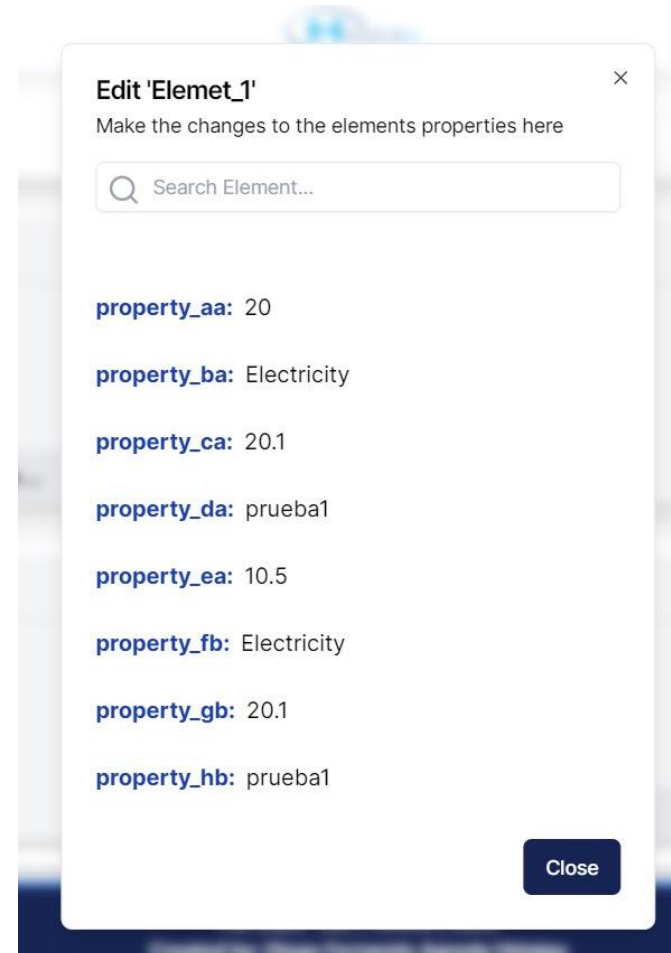 Edit 'Elemet_1'
Make the changes to the elements properties here
Search Element...
property_aa: 20
property_ba: Electricity
property_ca: 20.1
property_da: prueba1
property_ea: 10.5
property_fb: Electricity
property_gb: 20.1
property_hb: prueba1
Close